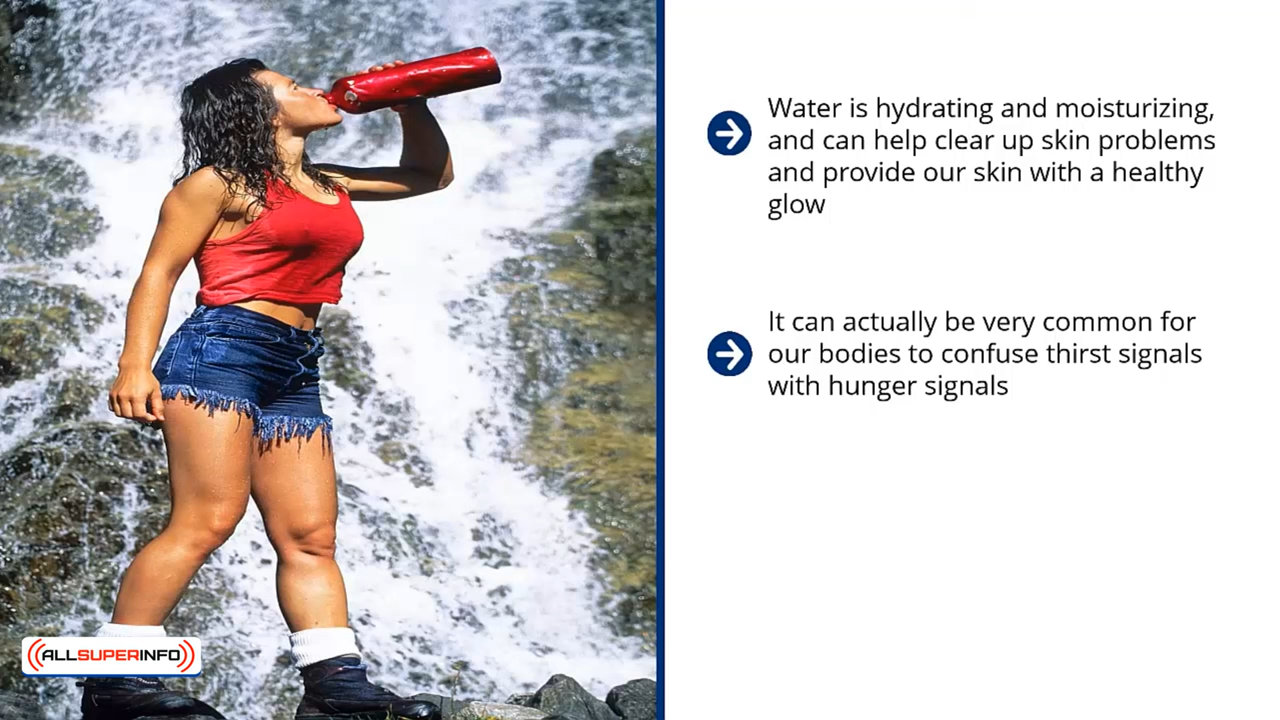 Water is hydrating and moisturizing,
and can help clear up skin problems
and provide our skin with a healthy
glow
It can actually be very common for
our bodies to confuse thirst signals
with hunger signals
ALLSUPERINFO